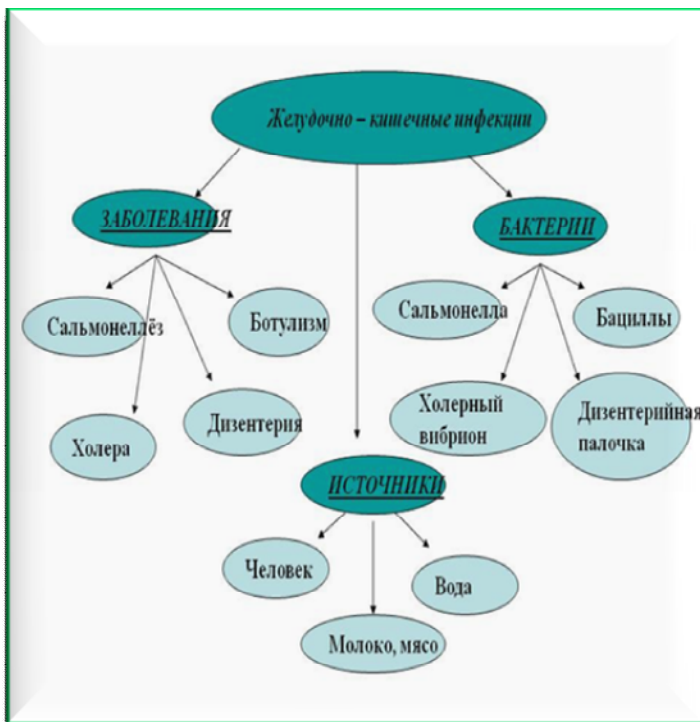 Желудочно – кишечные инфекции
ЗАБОЛЕВАНИЯ
БАКТЕРИИ
Сальмонеллёз
Ботулизм
Сальмонелла
Бациллы
Холера
Дизентерия
Холерный
вибрион
Дизентерийная
палочка
ИСТОЧНИКИ
Человек
Вода
Молоко, мясо